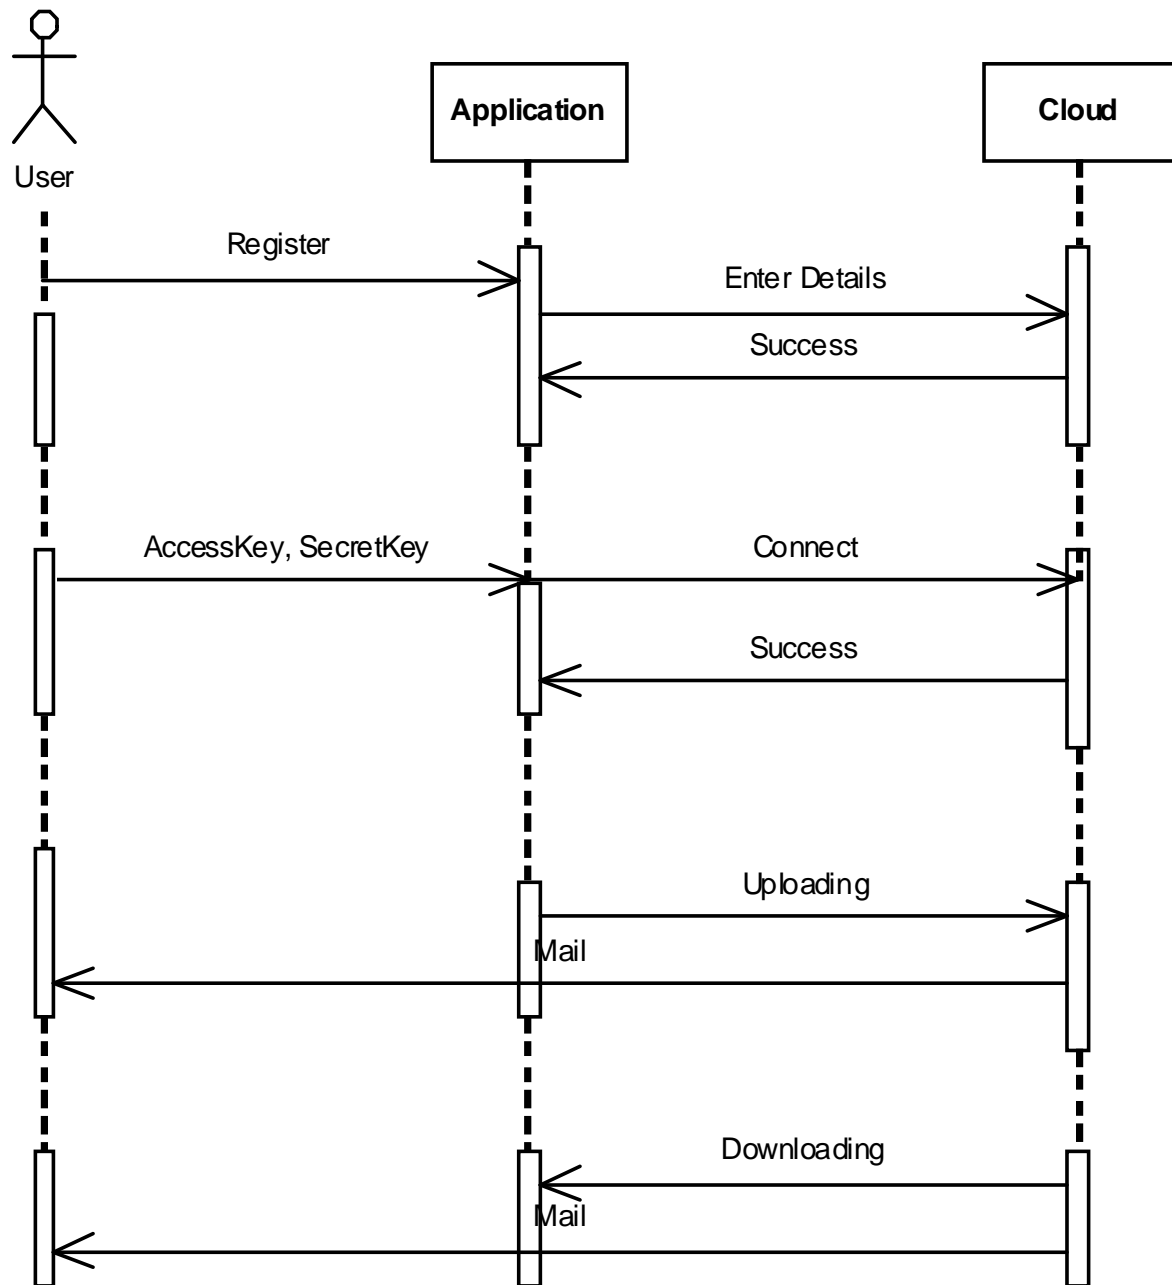 Application
Cloud
User
Register
Enter Details
Success
AccessKey, SecretKey
Connect
Success
Uploading
Mail
Downloading
Mail